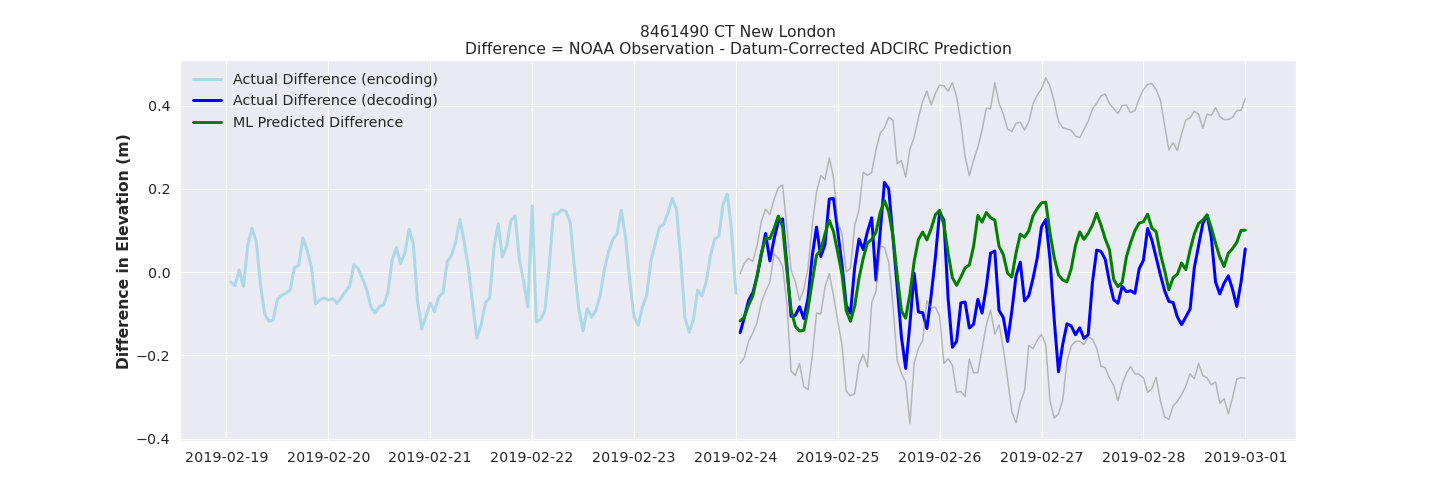 8461490 CT New London
Difference = NOAA Observation - Datum-Corrected ADCIRC Prediction
Actual Difference (encoding)
Actual Difference (decoding)
ML Predicted Difference
Difference in Elevation (m)
0.4
0.2
0.0
−0.2
−0.4
2019-02-19 2019-02-20 2019-02-21 2019-02-22 2019-02-23 2019-02-24 2019-02-25 2019-02-26 2019-02-27 2019-02-28 2019-03-01